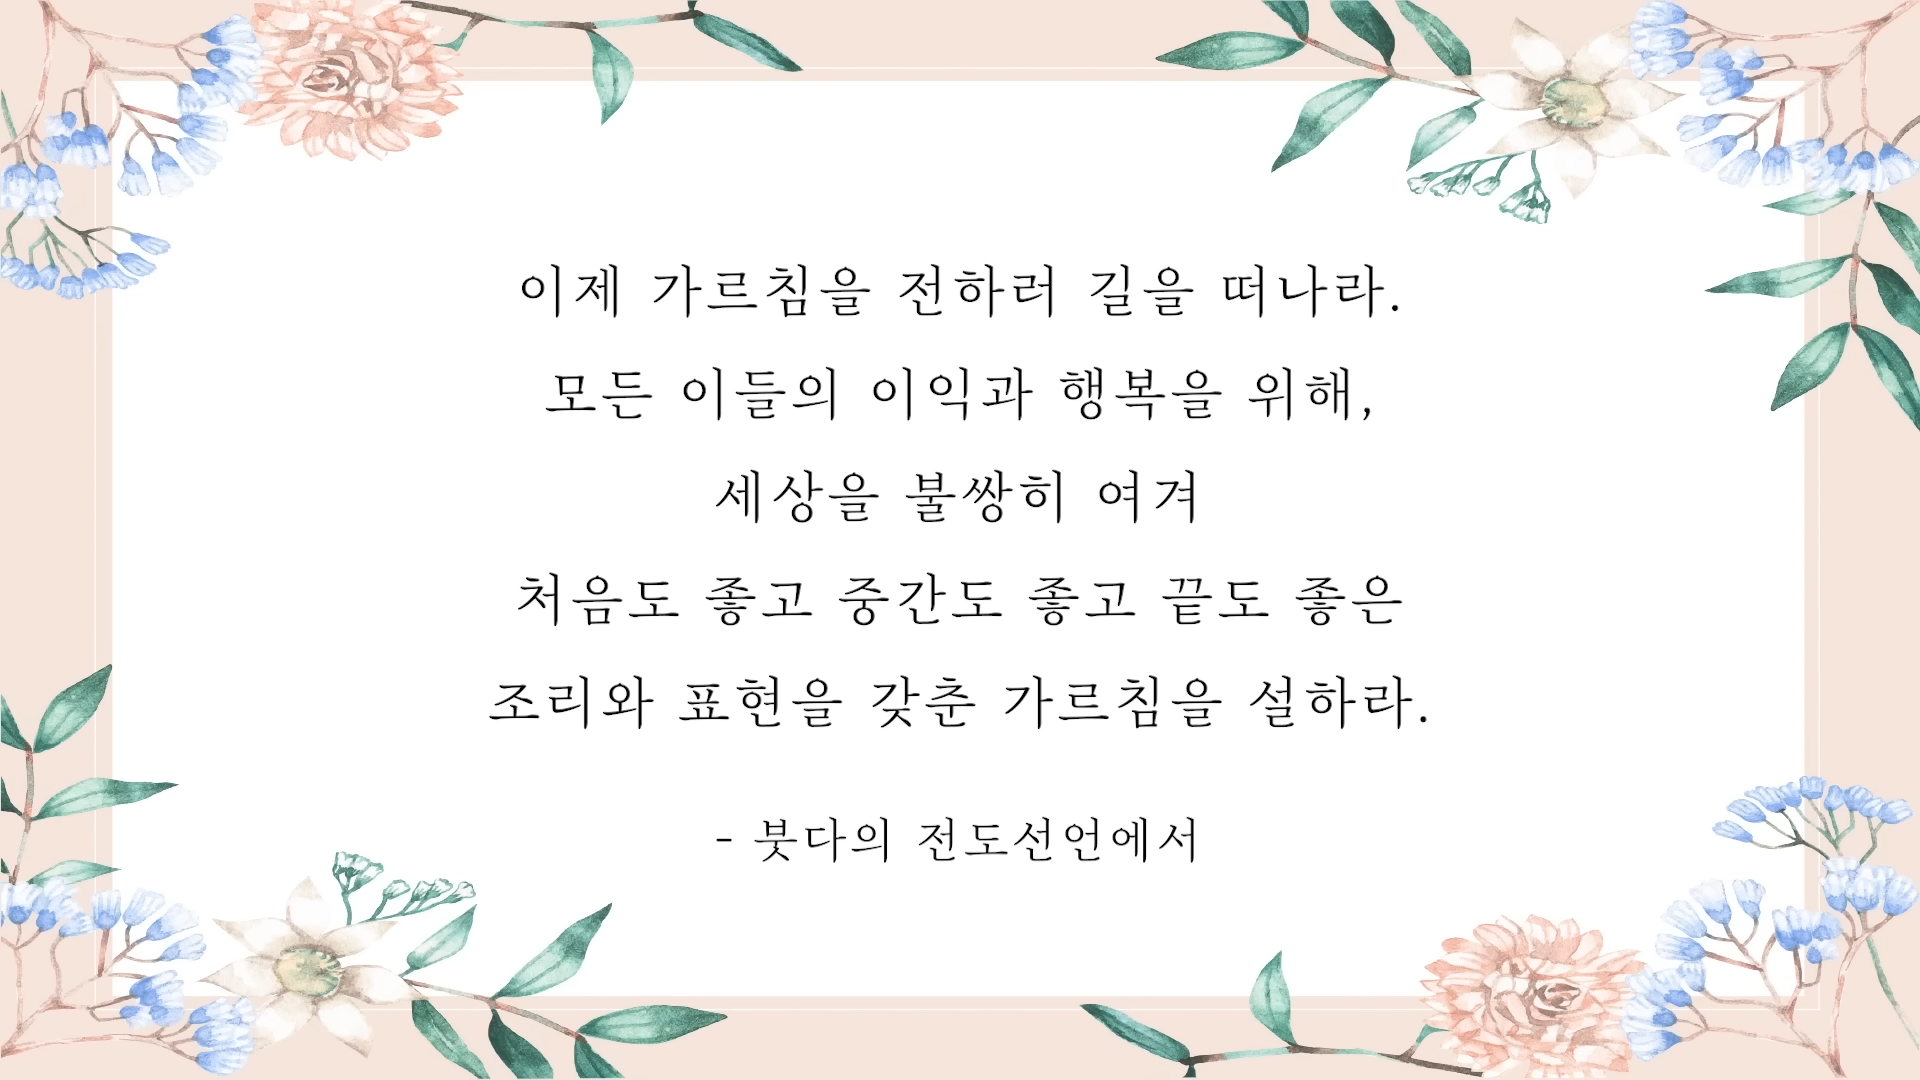 이제 가르침을 전하러 길을 떠나라.
모든 이들의 이익과 행복을 위해,
세상을 불쌍히 여겨
처음도 좋고 중간도 좋고 끝도 좋은
조리와 표현을 갖춘 가르침을 설하라.
- 붓다의 전도선언에서